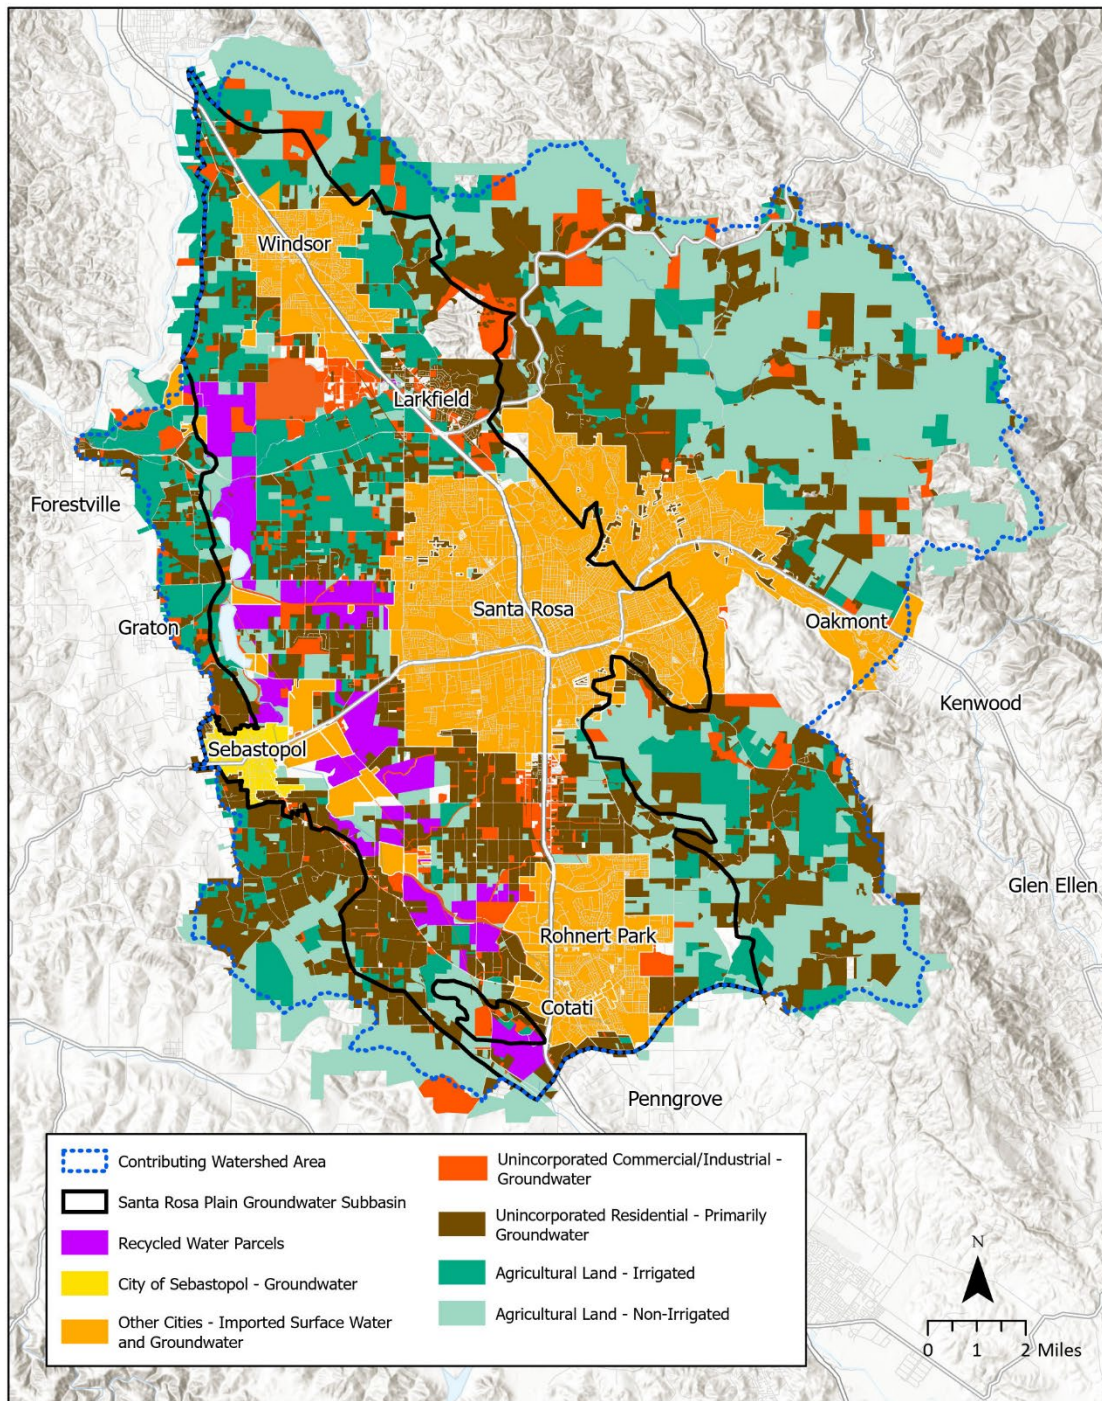 Windsor
Larkfield
Forestville
Santa Rosa
Graton
Oakmont
Kenwood
Sebastopol
Glen Ellen
Rohnert Park
Cotati
Penngrove
Contributing Watershed Area
Santa Rosa Plain Groundwater Subbasin
Recycled Water Parcels
City of Sebastopol - Groundwater
Other Cities - Imported Surface Water
and Groundwater
Unincorporated Commercial/Industrial -
Groundwater
Unincorporated Residential - Primarily
Groundwater
Agricultural Land - Irrigated
Agricultural Land - Non-Irrigated
N
0 1 2 Miles